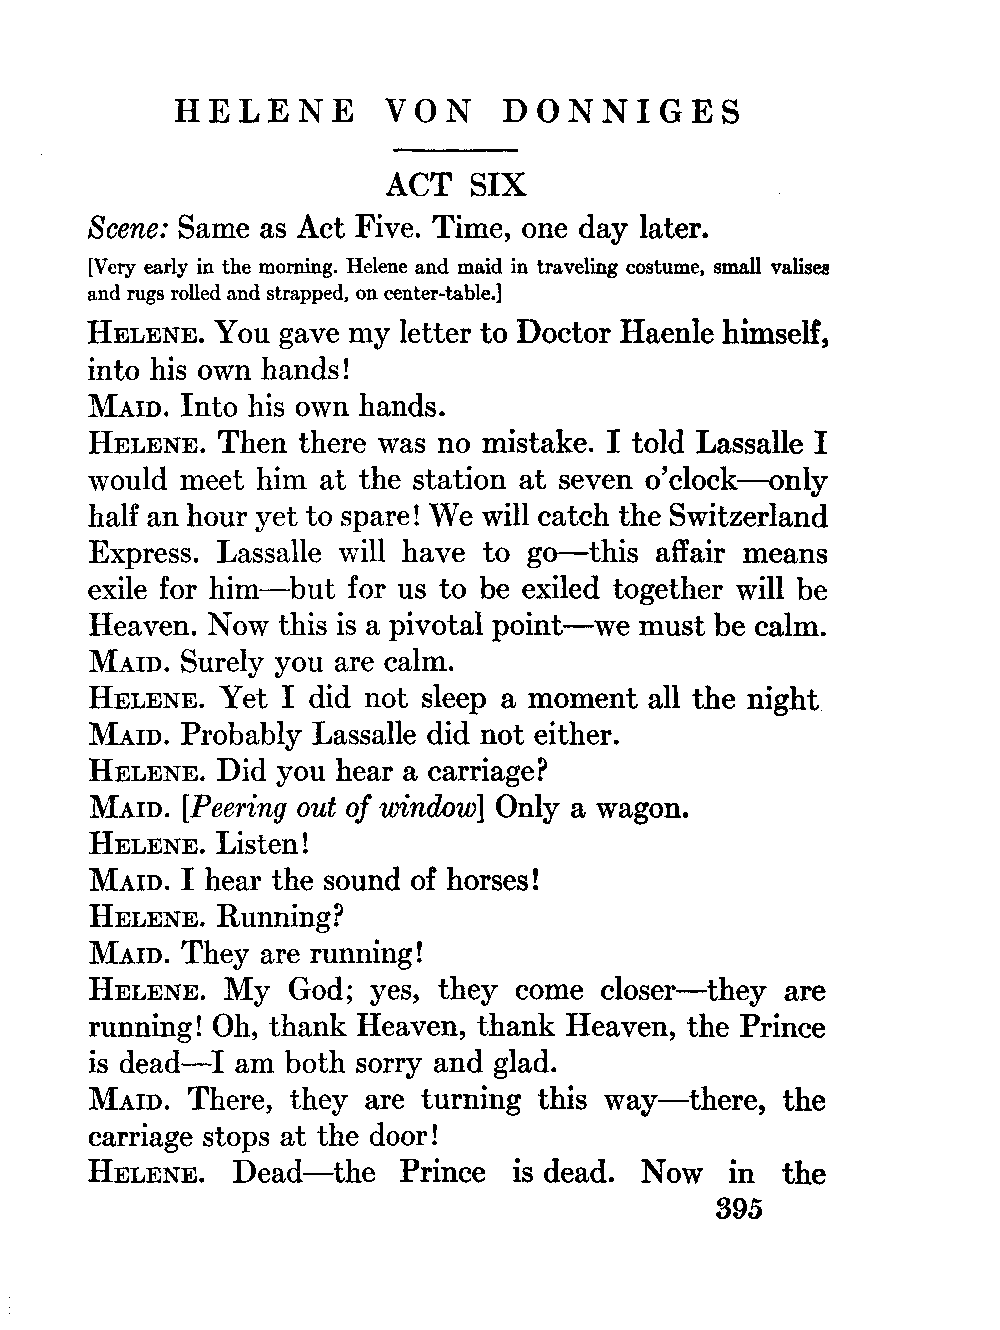 HELENE VON DONNIGES
ACT SIX
Scene: Same as Act Five. Time, one day later.
[Very early in the morning. Helene and maid in traveling costume, small valises
and rugs rolled and strapped, on center-table.]
HELENE. You gave my letter to Doctor Haenle himself,
into his own hands!
MAID. Into his own hands.
HELENE. Then there was no mistake. I told Lassalle I
would meet him at the station at seven o'clock—only
half an hour yet to spare! We will catch the Switzerland
Express. Lassalle will have to go—this affair means
exile for him—but for us to be exiled together will be
Heaven. Now this is a pivotal point—we must be calm.
MAID. Surely you are calm.
HELENE. Yet I did not sleep a moment all the night
MAID. Probably Lassalle did not either.
HELENE. Did you hear a carriage?
MAID. [Peering out of window] Only a wagon.
HELENE. Listen!
MAID. I hear the sound of horses!
HELENE. Running?
MAID. They are running!
HELENE. My God; yes, they come closer—they are
running! Oh, thank Heaven, thank Heaven, the Prince
is dead—I am both sorry and glad.
MAID. There, they are turning this way—there, the
carriage stops at the door!
HELENE. Dead—the Prince is dead. Now in the
395